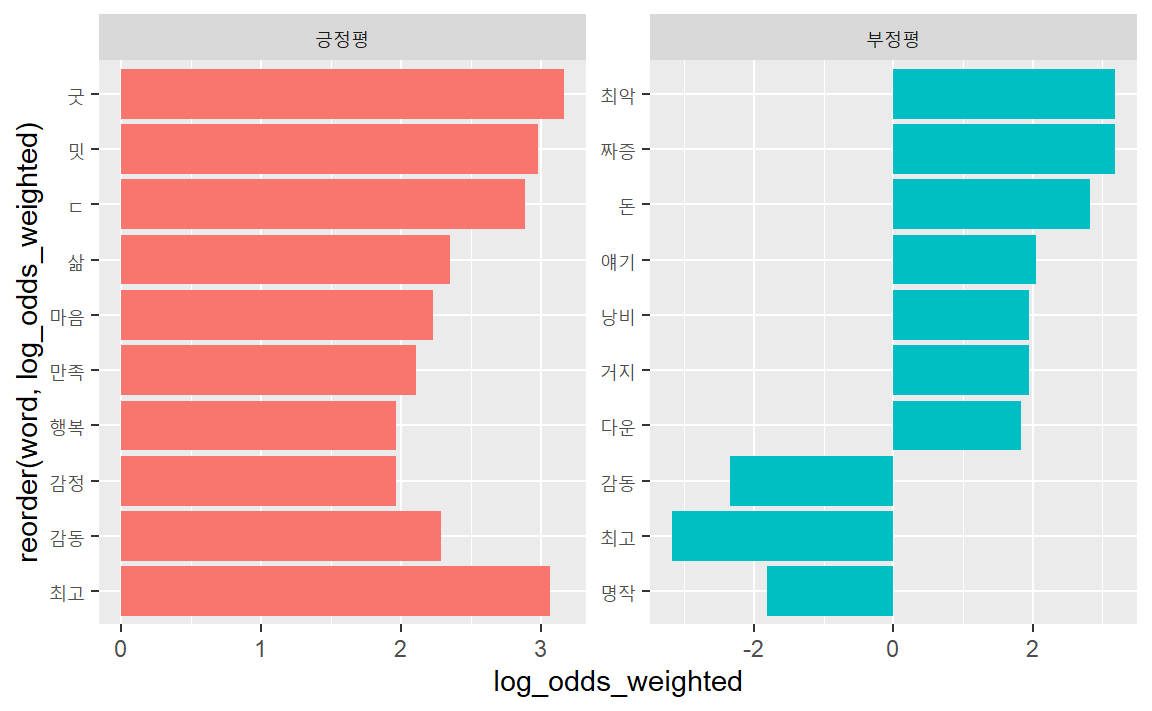 긍정평
부정평
reorder(word, log_odds_weighted)
굿
밋
ㄷ
삶
마음
만족
행복
감정
감동
최고
최악
짜증
돈
얘기
낭비
거지
다운
감동
최고
명작
0 1 2 3
-2 0 2
log_odds_weighted